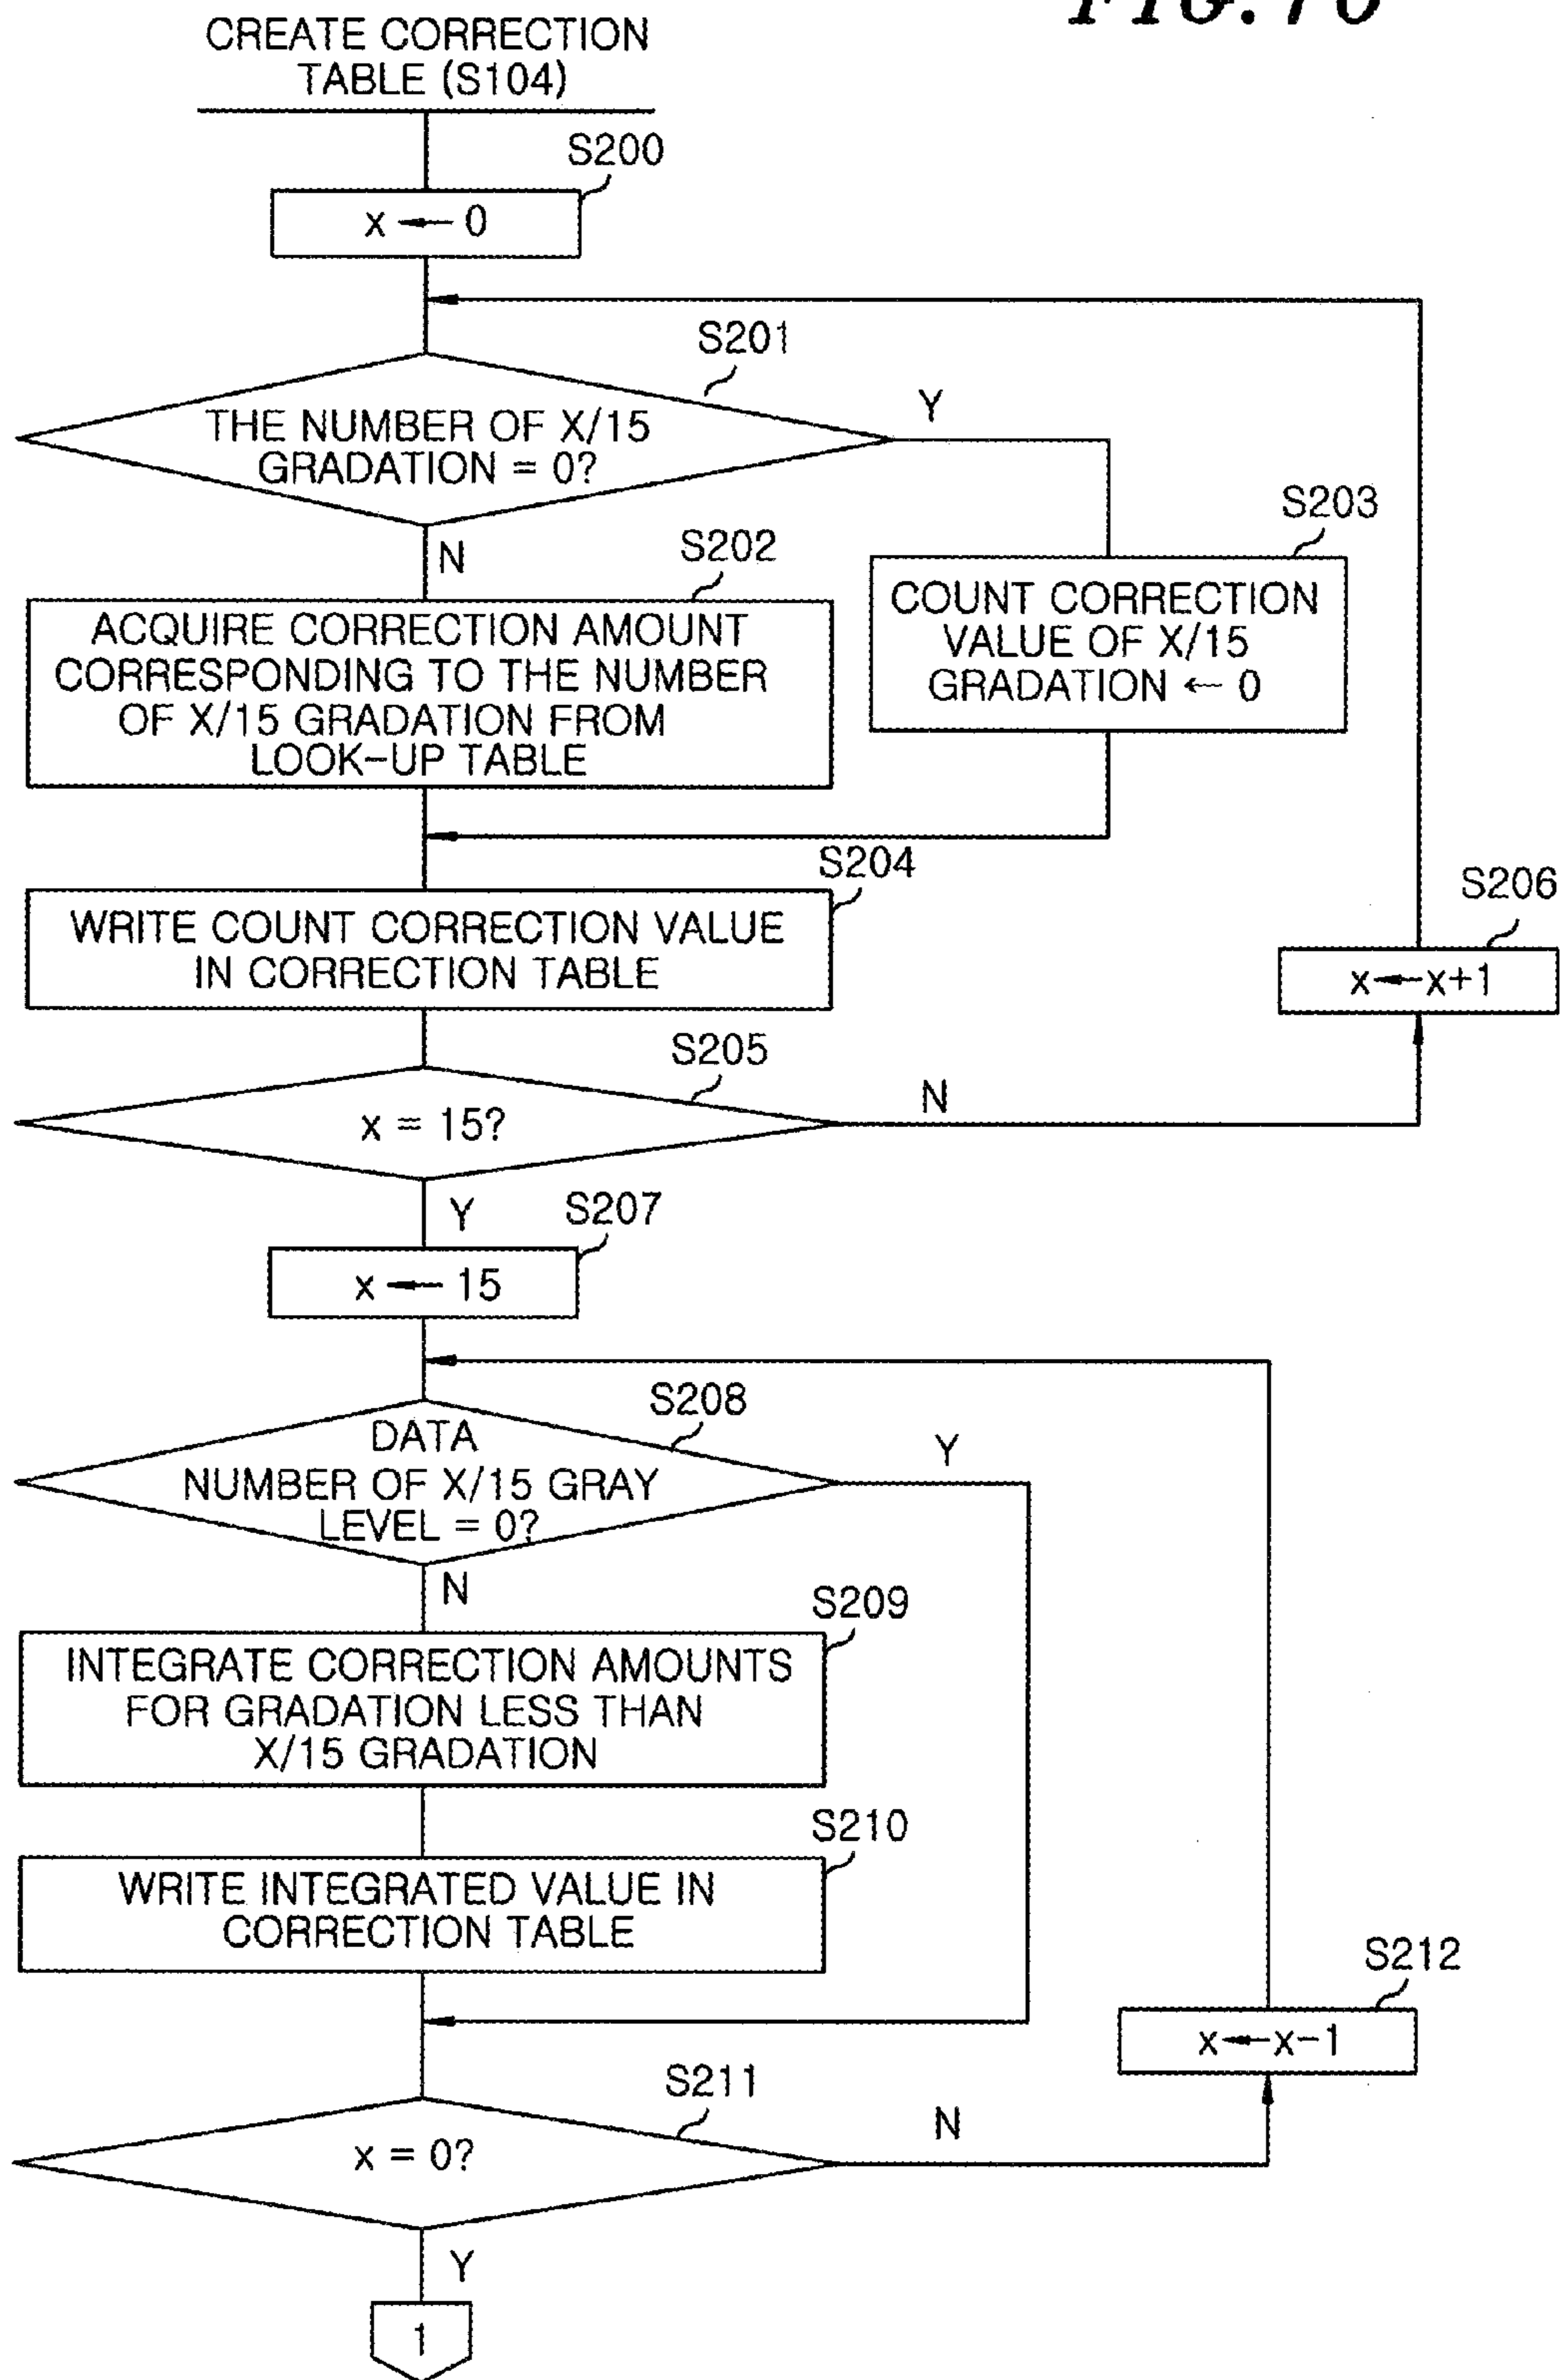 FIG. 70
CREATE CORRECTION
TABLE (S104)
S200
x ← 0
S201
THE NUMBER OF X/15
GRADATION = 0?
Y
N
S202
ACQUIRE CORRECTION AMOUNT
CORRESPONDING TO THE NUMBER
OF X/15 GRADATION FROM
LOOK-UP TABLE
S203
COUNT CORRECTION
VALUE OF X/15
GRADATION ← 0
S204
WRITE COUNT CORRECTION VALUE
IN CORRECTION TABLE
S206
x←x+1
S205
x = 15?
N
Y
S207
x ← 15
S208
DATA
NUMBER OF X/15 GRAY
LEVEL = 0?
Y
N
S209
INTEGRATE CORRECTION AMOUNTS
FOR GRADATION LESS THAN
X/15 GRADATION
S210
WRITE INTEGRATED VALUE IN
CORRECTION TABLE
S212
x←x-1
S211
x = 0?
N
Y
1